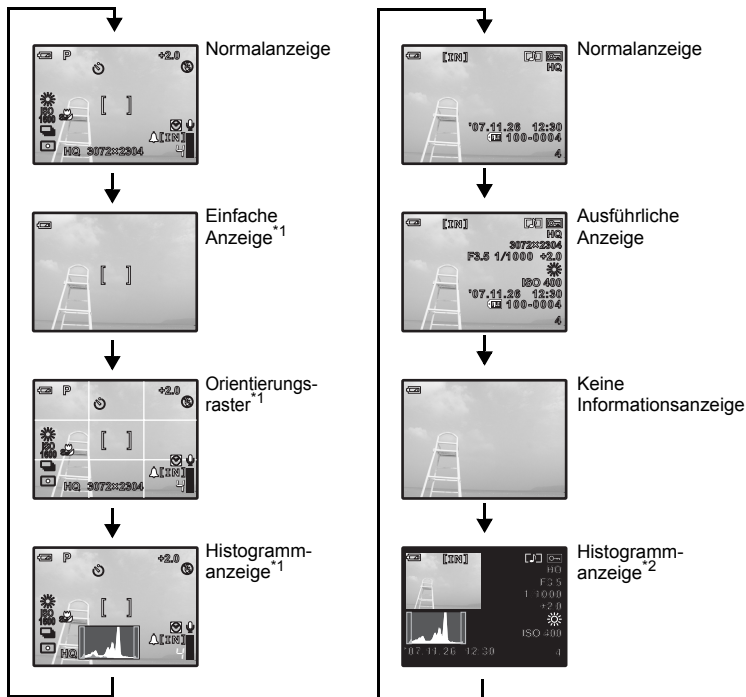 P +2.0
Normalanzeige
ISO
1600
[IN]
HQ 3072×2304 4
Einfache
Anzeige*1
P +2.0
Orientierungs-
raster*1
ISO
1600
[IN]
HQ 3072×2304 4
P +2.0
Histogramm-
anzeige*1
ISO
1600
[IN]
HQ 4
[IN]
Normalanzeige
HQ
'07.11.26 12:30
100-0004
4
[IN]
Ausführliche
Anzeige
HQ
3072×2304
F3.5 1/1000 +2.0
ISO 400
'07.11.26 12:30
100-0004
4
Keine
Informationsanzeige
[IN]
Histogramm-
anzeige*2
HQ
F3.5
1/1000
+2.0
ISO 400
'07.11.26 12:30 4